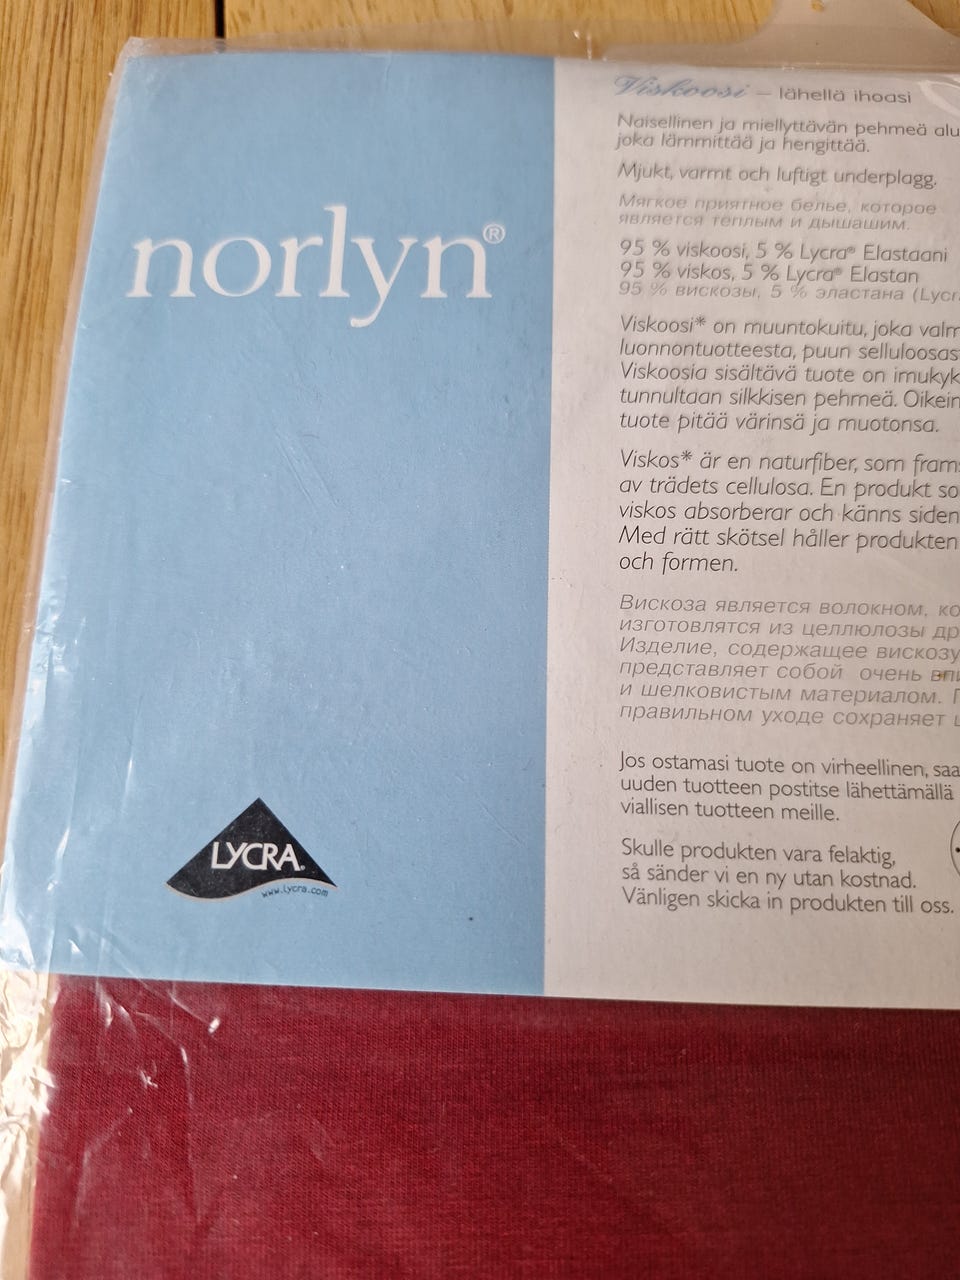 norlyn®
LYCRA®
www.lycra.com
Viskoosi – lähellä ihoasi
Naisellinen ja miellyttävän pehmeä alu
joka lämmittää ja hengittää.
Mjukt, varmt och luftigt underplagg.
Мягкое приятное белье, которое
является теплым и дышашим.
95 % viskoosi, 5 % Lycra® Elastaani
95 % viskos, 5 % Lycra® Elastan
95 % вискозы, 5 % эластана (Lycr
Viskoosi* on muuntokuitu, joka valm
luonnontuotteesta, puun selluloosas
Viskoosia sisältävä tuote on imukyk
tunnultaan silkkisen pehmeä. Oikein
tuote pitää värinsä ja muotonsa.
Viskos* är en naturfiber, som frams
av trädets cellulosa. En produkt so
viskos absorberar och känns siden
Med rätt skötsel håller produkten
och formen.
Вискоза является волокном, ко
изготовлятся из целлюлозы др
Изделие, содержащее вискозу
представляет собой очень впи
и шелковистым материалом. П
правильном уходе сохраняет ц
Jos ostamasi tuote on virheellinen, saa
uuden tuotteen postitse lähettämällä
viallisen tuotteen meille.
Skulle produkten vara felaktig,
så sänder vi en ny utan kostnad.
Vänligen skicka in produkten till oss.